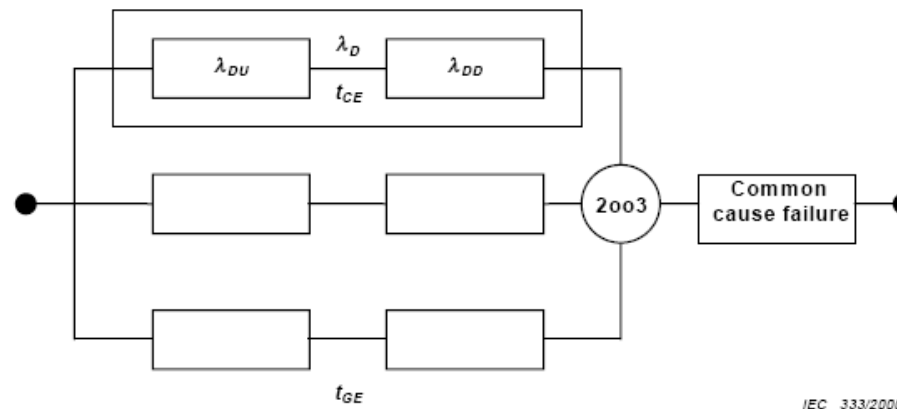 λD
λDU
λDD
tCE
2oo3
Common
cause failure
tGE
IEC 333/2000